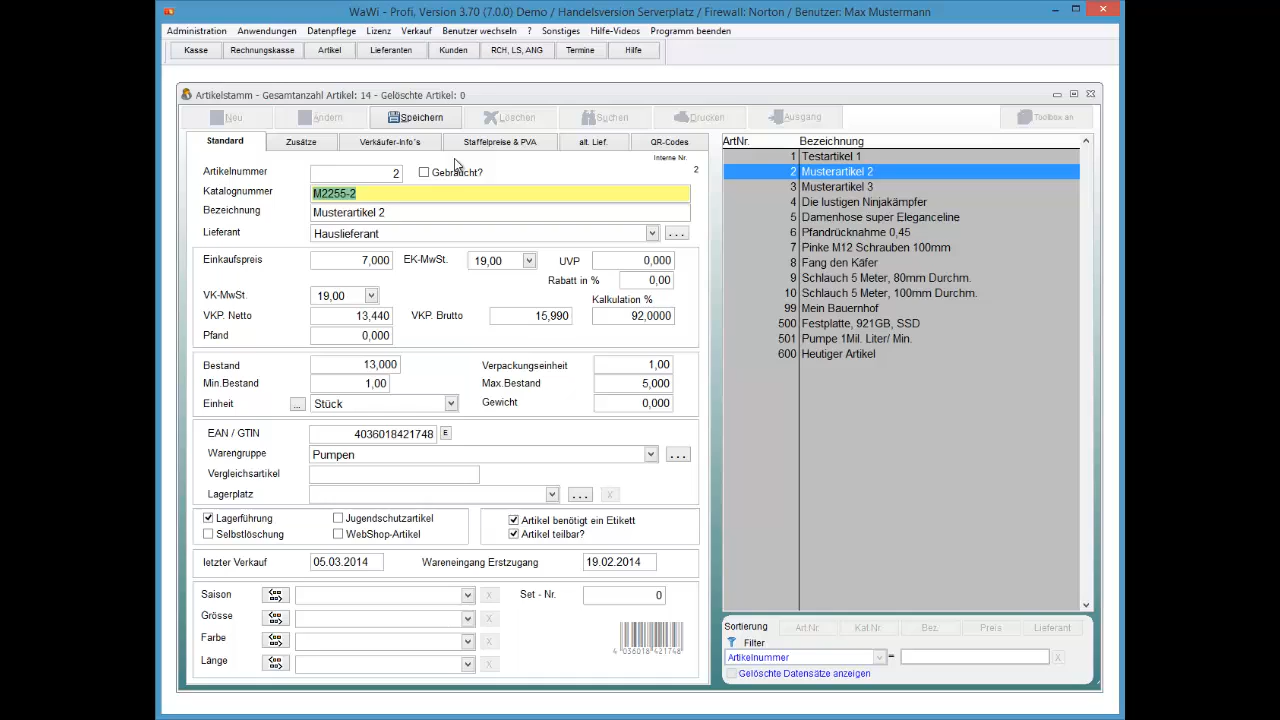 WaWi - Profi, Version 3.70 (7.0.0) Demo / Handelsversion Serverplatz / Firewall: Norton / Benutzer: Max Mustermann
Administration Anwendungen Datenpflege Lizenz Verkauf Benutzer wechseln ? Sonstiges Hilfe-Videos Programm beenden
Kasse Rechnungskasse Artikel Lieferanten Kunden RCH, LS, ANG Termine Hilfe
Artikelstamm - Gesamtanzahl Artikel: 14 - Gelöschte Artikel: 0
Neu Ändern Speichern Löschen Suchen Drucken Ausgang Toolbox an
Standard Zusätze Verkäufer-Info's Staffelpreise & PVA alt. Lief. QR-Codes
Interne Nr.
2
Artikelnummer 2 Gebraucht?
Katalognummer M2255-2
Bezeichnung Musterartikel 2
Lieferant Hauslieferant ...
Einkaufspreis 7,000 EK-MwSt. 19,00 UVP 0,000
Rabatt in % 0,00
VK-MwSt. 19,00 Kalkulation %
VKP. Netto 13,440 VKP. Brutto 15,990 92,0000
Pfand 0,000
Bestand 13,000 Verpackungseinheit 1,00
Min.Bestand 1,00 Max.Bestand 5,000
Einheit ... Stück Gewicht 0,000
EAN / GTIN 4036018421748 E
Warengruppe Pumpen ...
Vergleichsartikel
Lagerplatz ... X
Lagerführung Jugendschutzartikel Artikel benötigt ein Etikett
Selbstlöschung WebShop-Artikel Artikel teilbar?
letzter Verkauf 05.03.2014 Wareneingang Erstzugang 19.02.2014
Saison X Set - Nr. 0
Grösse X
Farbe X
Länge X
4 036018 421748
ArtNr. Bezeichnung
1 Testartikel 1
2 Musterartikel 2
3 Musterartikel 3
4 Die lustigen Ninjakämpfer
5 Damenhose super Eleganceline
6 Pfandrücknahme 0,45
7 Pinke M12 Schrauben 100mm
8 Fang den Käfer
9 Schlauch 5 Meter, 80mm Durchm.
10 Schlauch 5 Meter, 100mm Durchm.
99 Mein Bauernhof
500 Festplatte, 921GB, SSD
501 Pumpe 1Mil. Liter/ Min.
600 Heutiger Artikel
Sortierung Art.Nr. Kat.Nr. Bez. Preis Lieferant
Filter
Artikelnummer = X
Gelöschte Datensätze anzeigen